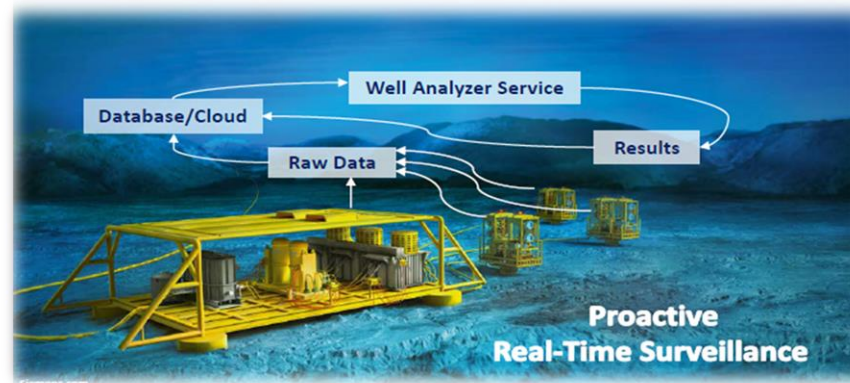 Well Analyzer Service
Database/Cloud
Results
Raw Data
Proactive
Real-Time Surveillance